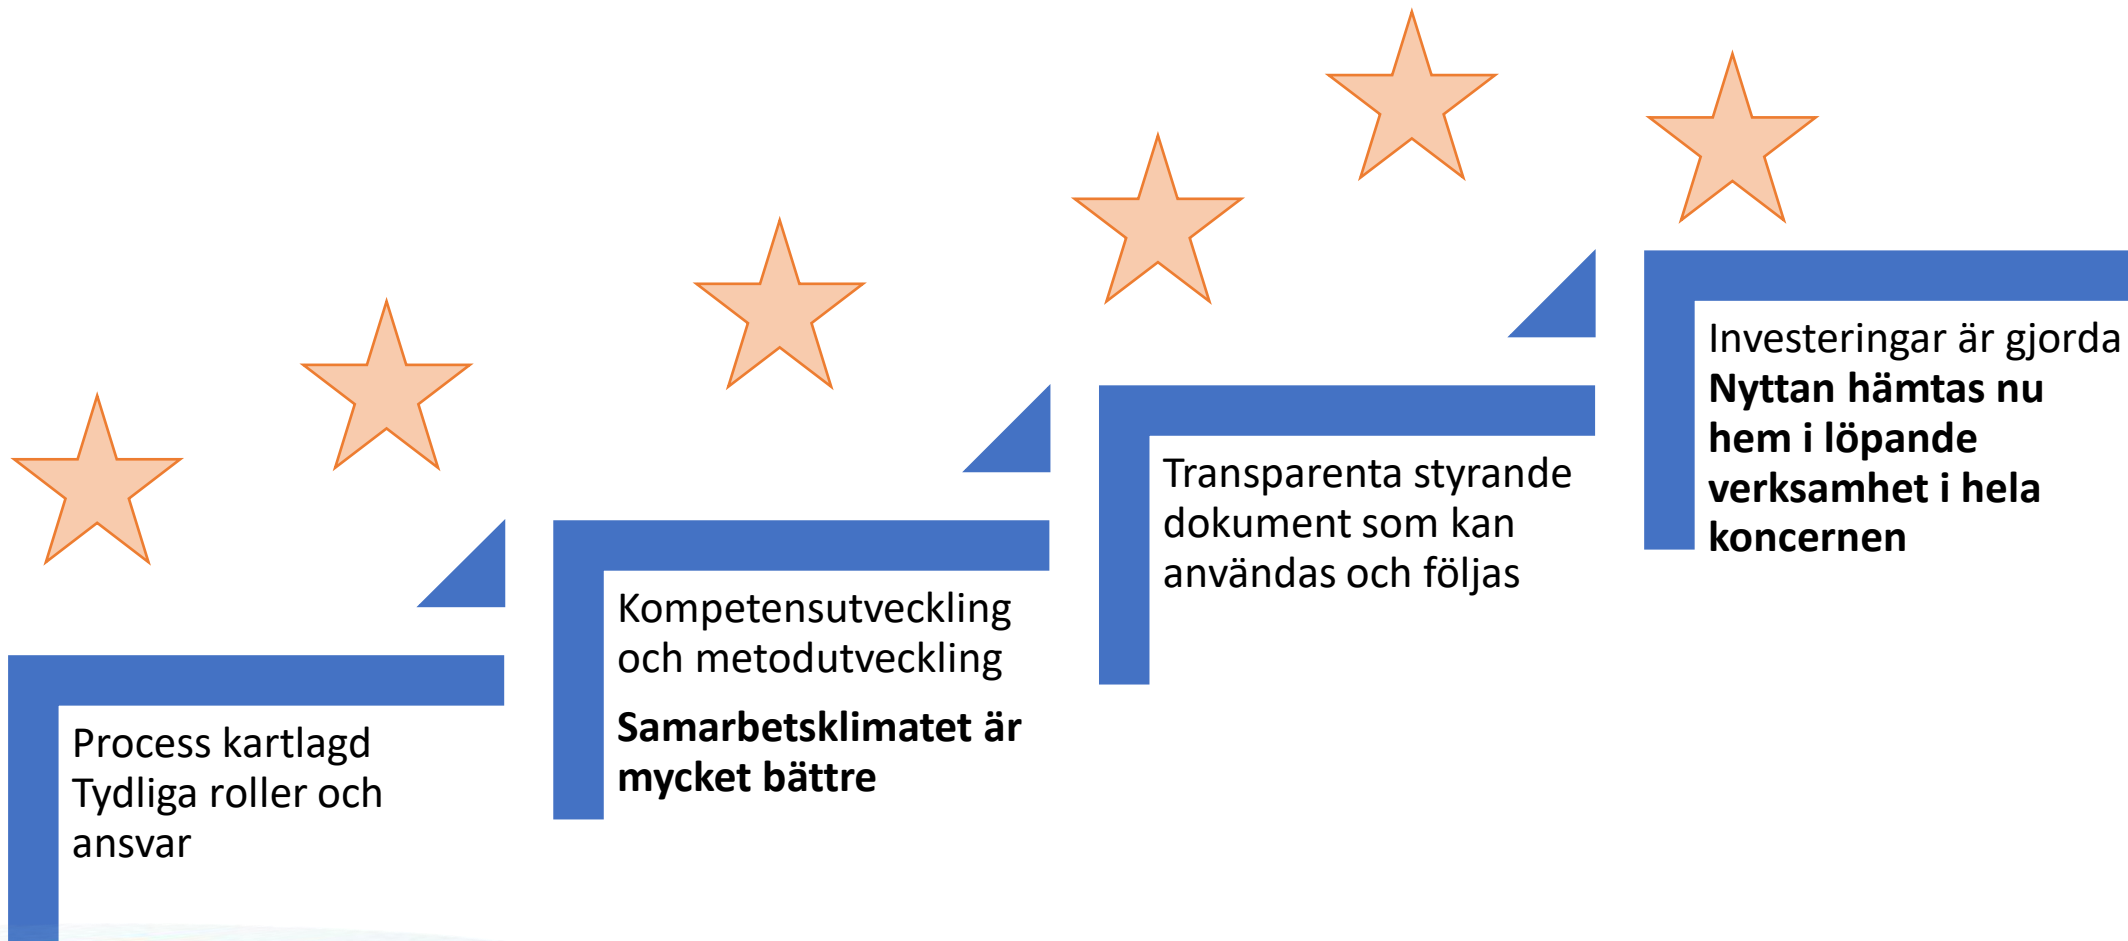 Process kartlagd
Tydliga roller och
ansvar
Kompetensutveckling
och metodutveckling
Samarbetsklimatet är
mycket bättre
Transparenta styrande
dokument som kan
användas och följas
Investeringar är gjorda
Nyttan hämtas nu
hem i löpande
verksamhet i hela
koncernen